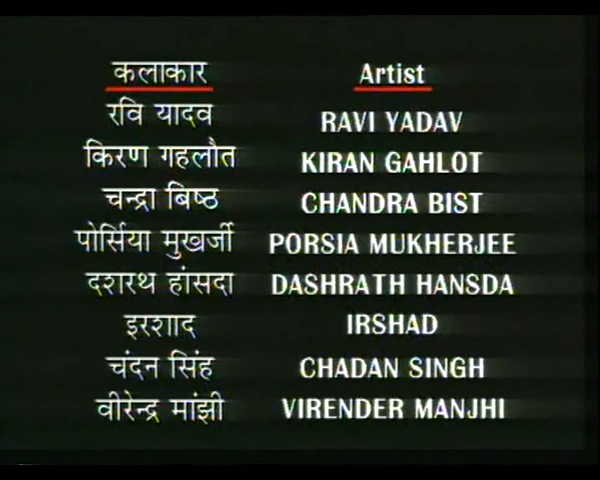 कलाकार Artist
रवि यादव RAVI YADAV
किरण गहलौत KIRAN GAHLOT
चन्द्रा बिष्ठ CHANDRA BIST
पोर्सिया मुखर्जी PORSIA MUKHERJEE
दशरथ हांसदा DASHRATH HANSDA
इरशाद IRSHAD
चंदन सिंह CHADAN SINGH
वीरेन्द्र मांझी VIRENDER MANJHI